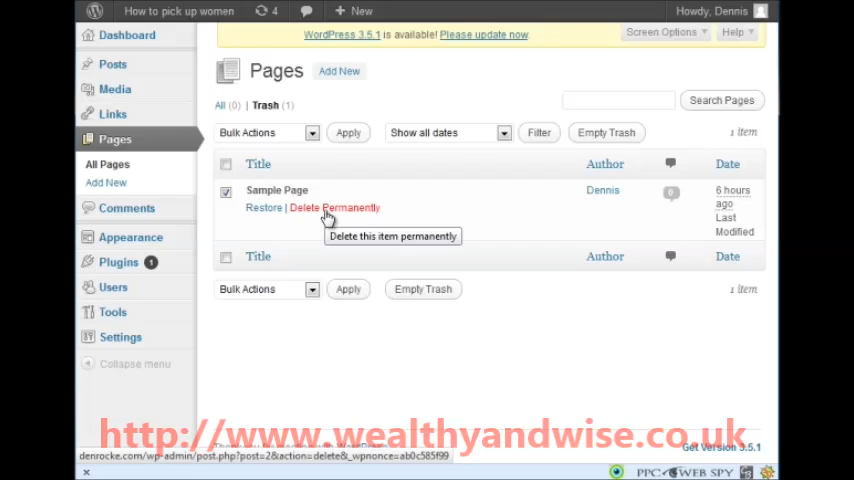 How to pick up women 4 + New Howdy, Dennis
Dashboard
Posts
Media
Links
Pages
All Pages
Add New
Comments
Appearance
Plugins 1
Users
Tools
Settings
Collapse menu
WordPress 3.5.1 is available! Please update now.
Screen Options Help
Pages Add New
All (0) | Trash (1)
Search Pages
Bulk Actions Apply Show all dates Filter Empty Trash 1 item
Title Author Date
Sample Page Dennis 0 6 hours
ago
Last
Modified
Restore | Delete Permanently
Delete this item permanently
Title Author Date
Bulk Actions Apply Empty Trash 1 item
http://www.wealthyandwise.co.uk
Get Version 3.5.1
denrocke.com/wp-admin/post.php?post=2&action=delete&_wpnonce=ab0c585f99
x PPC WEB SPY